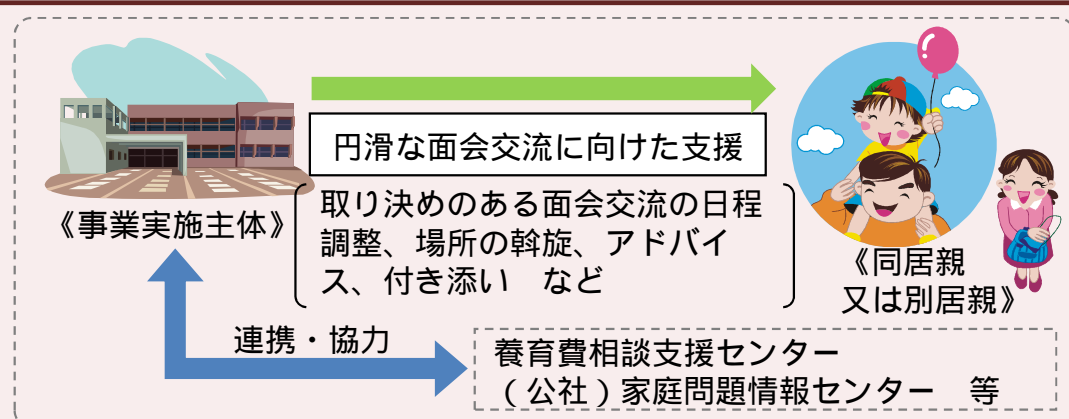 円滑な面会交流に向けた支援
取り決めのある面会交流の日程
調整、場所の斡旋、アドバイ
ス、付き添い　など
《事業実施主体》
《同居親
又は別居親》
連携・協力
養育費相談支援センター
（公社）家庭問題情報センター　等